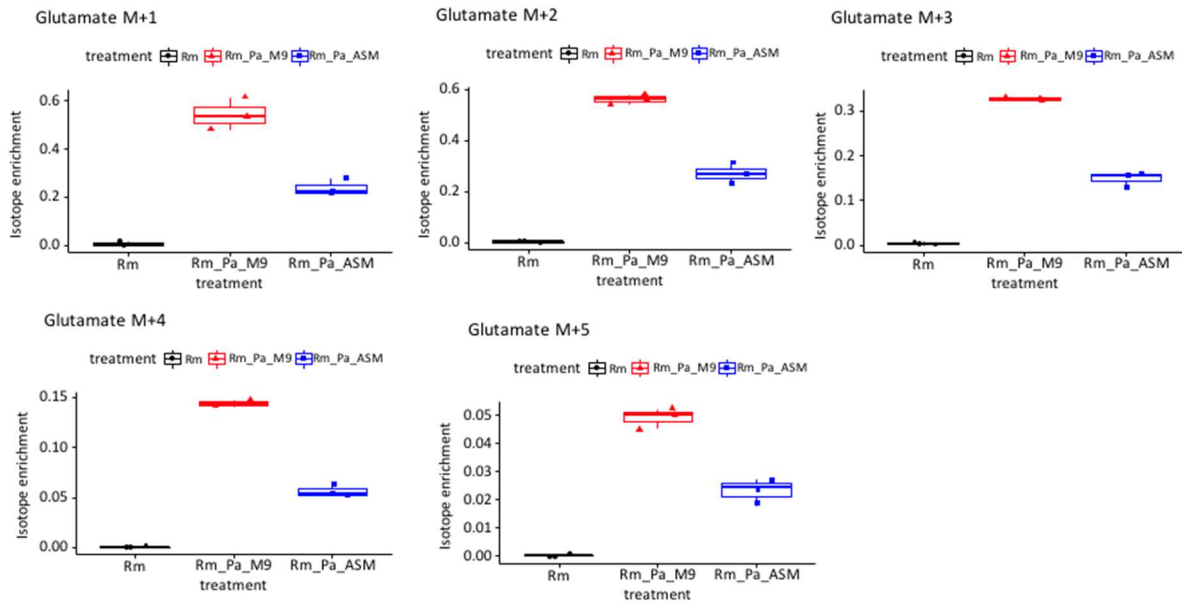 Glutamate M+1
treatment Rm Rm_Pa_M9 Rm_Pa_ASM
Isotope enrichment
0.6
0.4
0.2
0.0
Rm Rm_Pa_M9 Rm_Pa_ASM
treatment
Glutamate M+2
treatment Rm Rm_Pa_M9 Rm_Pa_ASM
Isotope enrichment
0.6
0.4
0.2
0.0
Rm Rm_Pa_M9 Rm_Pa_ASM
treatment
Glutamate M+3
treatment Rm Rm_Pa_M9 Rm_Pa_ASM
Isotope enrichment
0.3
0.2
0.1
0.0
Rm Rm_Pa_M9 Rm_Pa_ASM
treatment
Glutamate M+4
treatment Rm Rm_Pa_M9 Rm_Pa_ASM
Isotope enrichment
0.15
0.10
0.05
0.00
Rm Rm_Pa_M9 Rm_Pa_ASM
treatment
Glutamate M+5
treatment Rm Rm_Pa_M9 Rm_Pa_ASM
Isotope enrichment
0.05
0.04
0.03
0.02
0.01
0.00
Rm Rm_Pa_M9 Rm_Pa_ASM
treatment